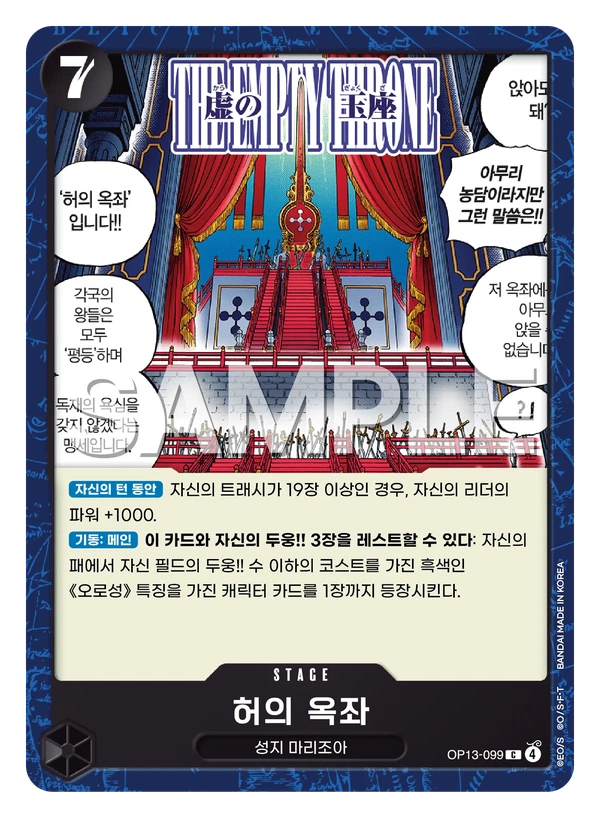 7
THE EMPTY THRONE
虚の 玉座
から ぎょくざ
앉아도
돼?
'허의 옥좌'
입니다!!
아무리
농담이라지만
그런 말씀은!!
각국의
왕들은
모두
'평등'하며
저 옥좌에
아무
앉을
없습니다
독재의 욕심을
갖지 않겠다는
맹세입니다.
?!
SAMPLE
자신의 턴 동안 자신의 트래시가 19장 이상인 경우, 자신의 리더의
파워 +1000.
기동: 메인 이 카드와 자신의 두웅!! 3장을 레스트할 수 있다: 자신의
패에서 자신 필드의 두웅!! 수 이하의 코스트를 가진 흑색인
《오로성》 특징을 가진 캐릭터 카드를 1장까지 등장시킨다.
STAGE
허의 옥좌
성지 마리조아
OP13-099 C 4
©EO/S ©O/S·F·T BANDAI MADE IN KOREA